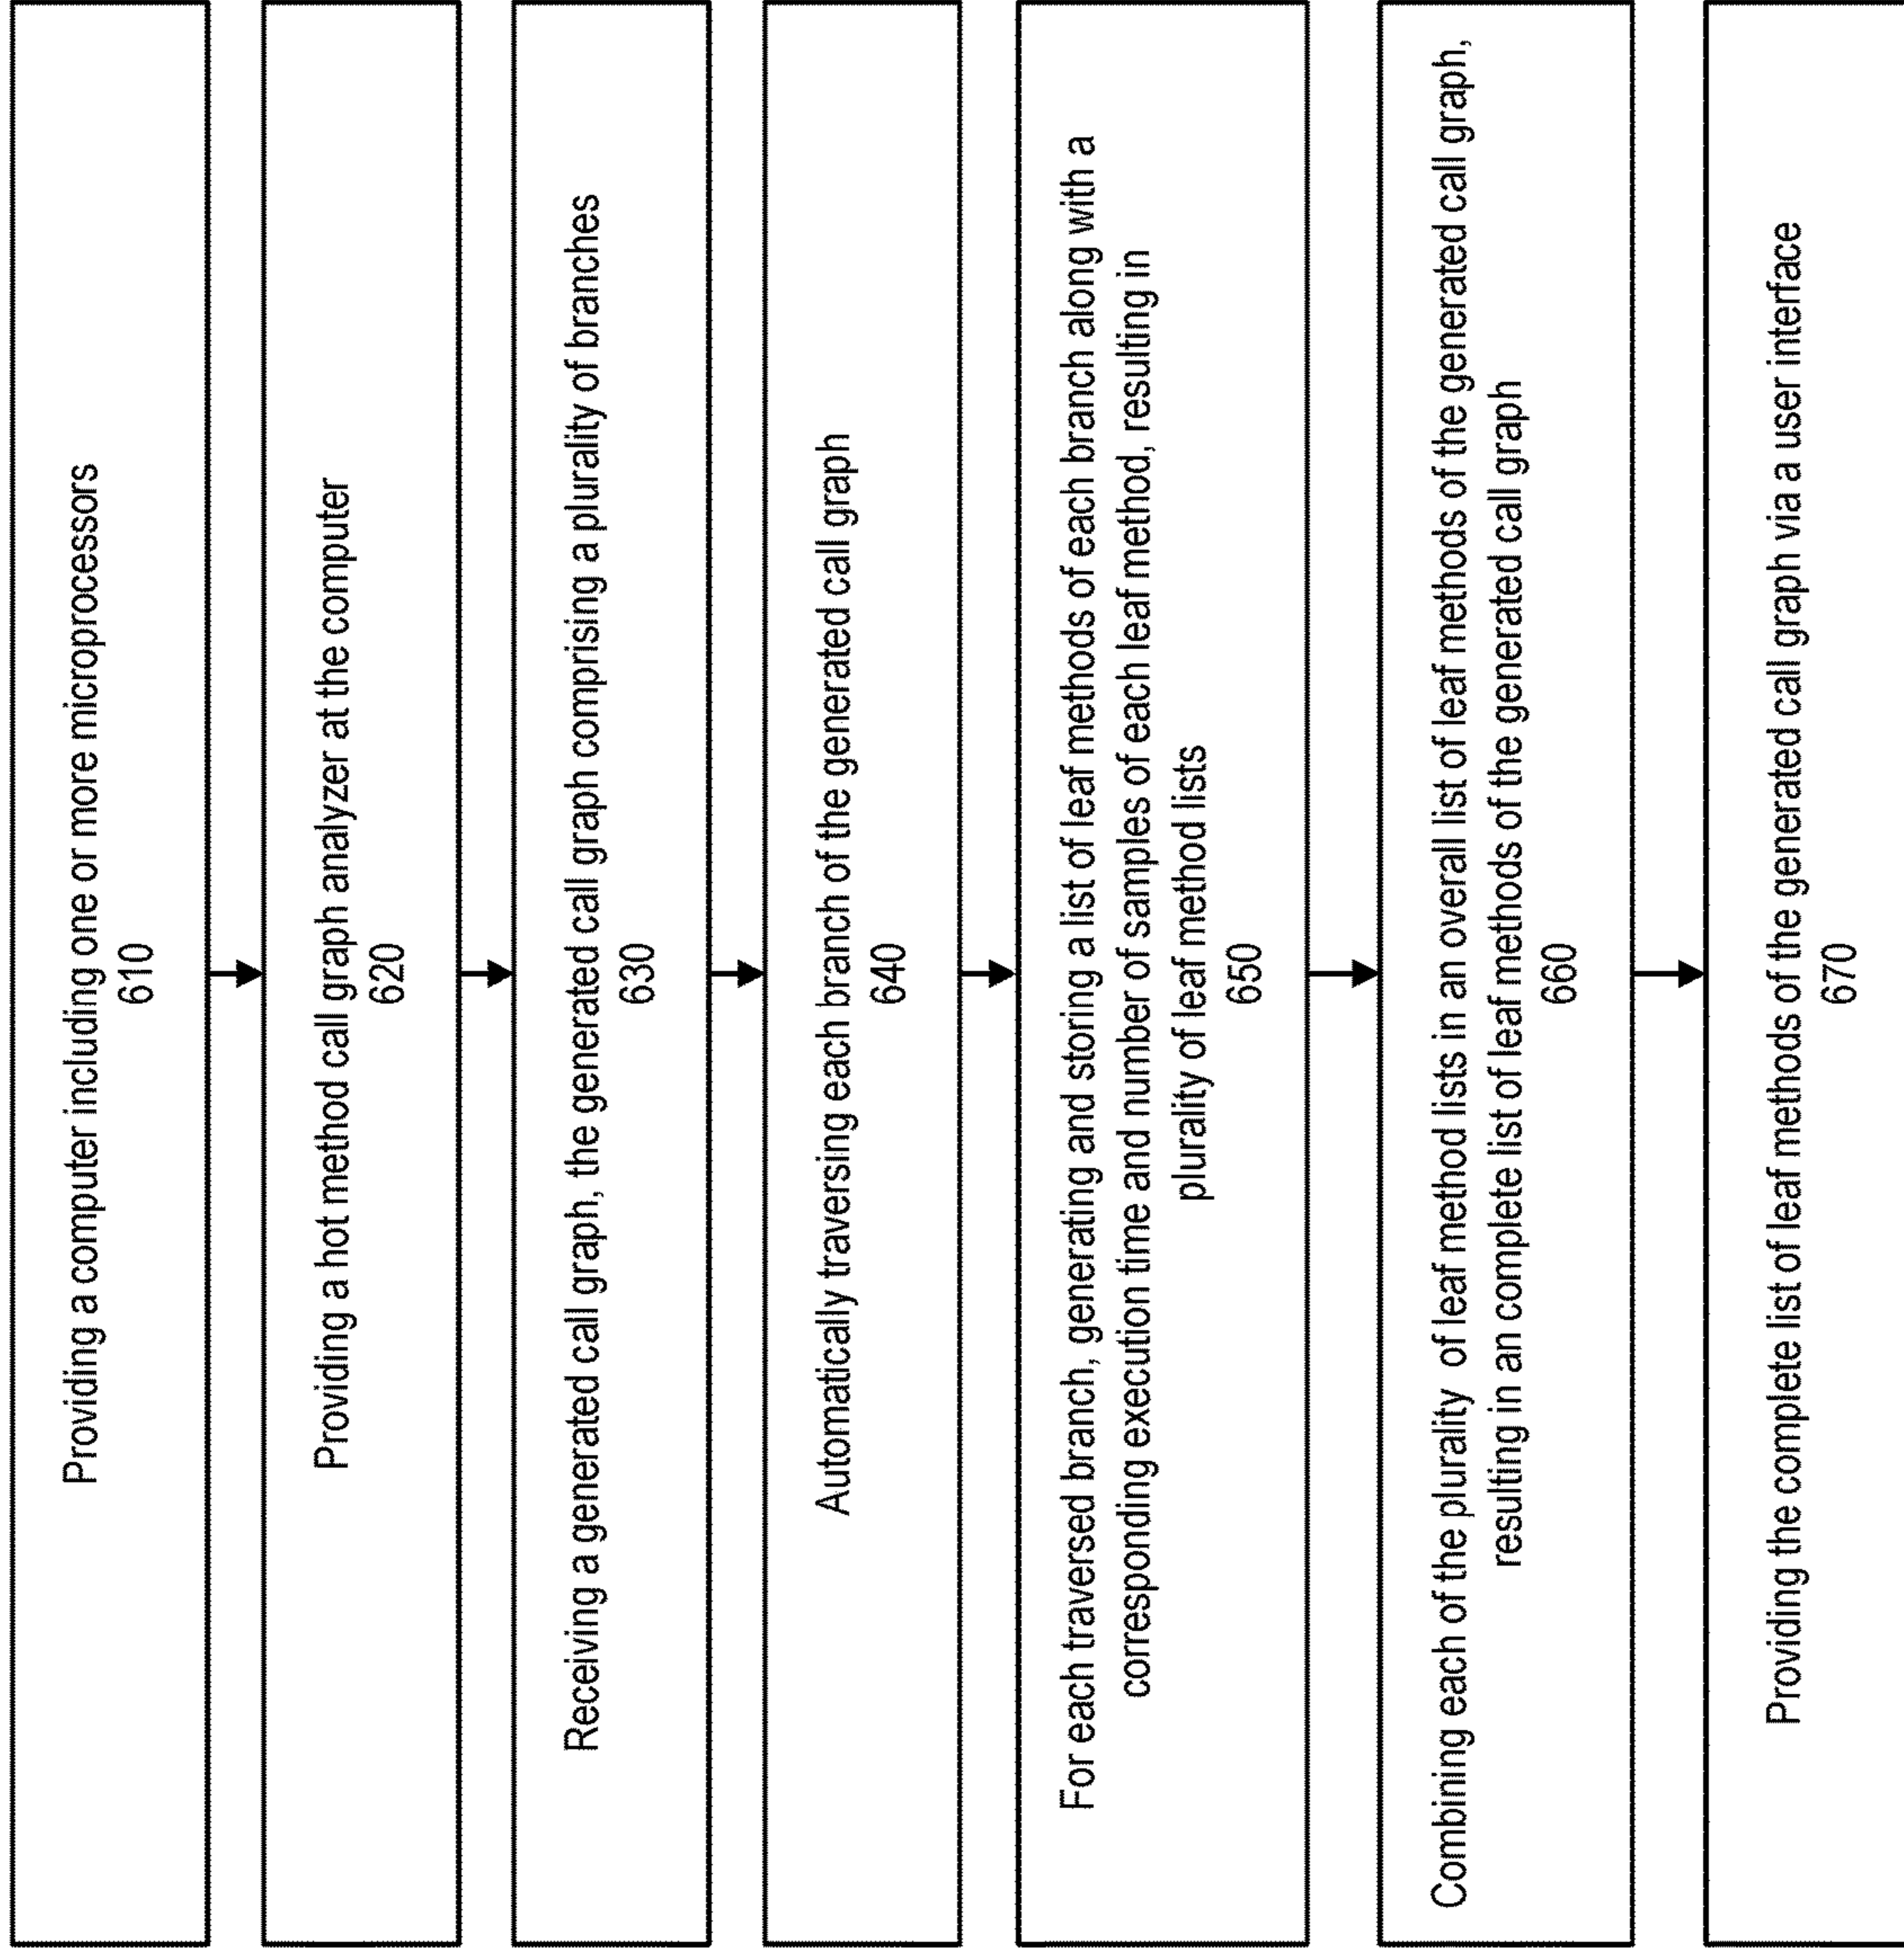 Providing a computer including one or more microprocessors
610
Providing a hot method call graph analyzer at the computer
620
Receiving a generated call graph, the generated call graph comprising a plurality of branches
630
Automatically traversing each branch of the generated call graph
640
For each traversed branch, generating and storing a list of leaf methods of each branch along with a
corresponding execution time and number of samples of each leaf method, resulting in
plurality of leaf method lists
650
Combining each of the plurality of leaf method lists in an overall list of leaf methods of the generated call graph,
resulting in an complete list of leaf methods of the generated call graph
660
Providing the complete list of leaf methods of the generated call graph via a user interface
670